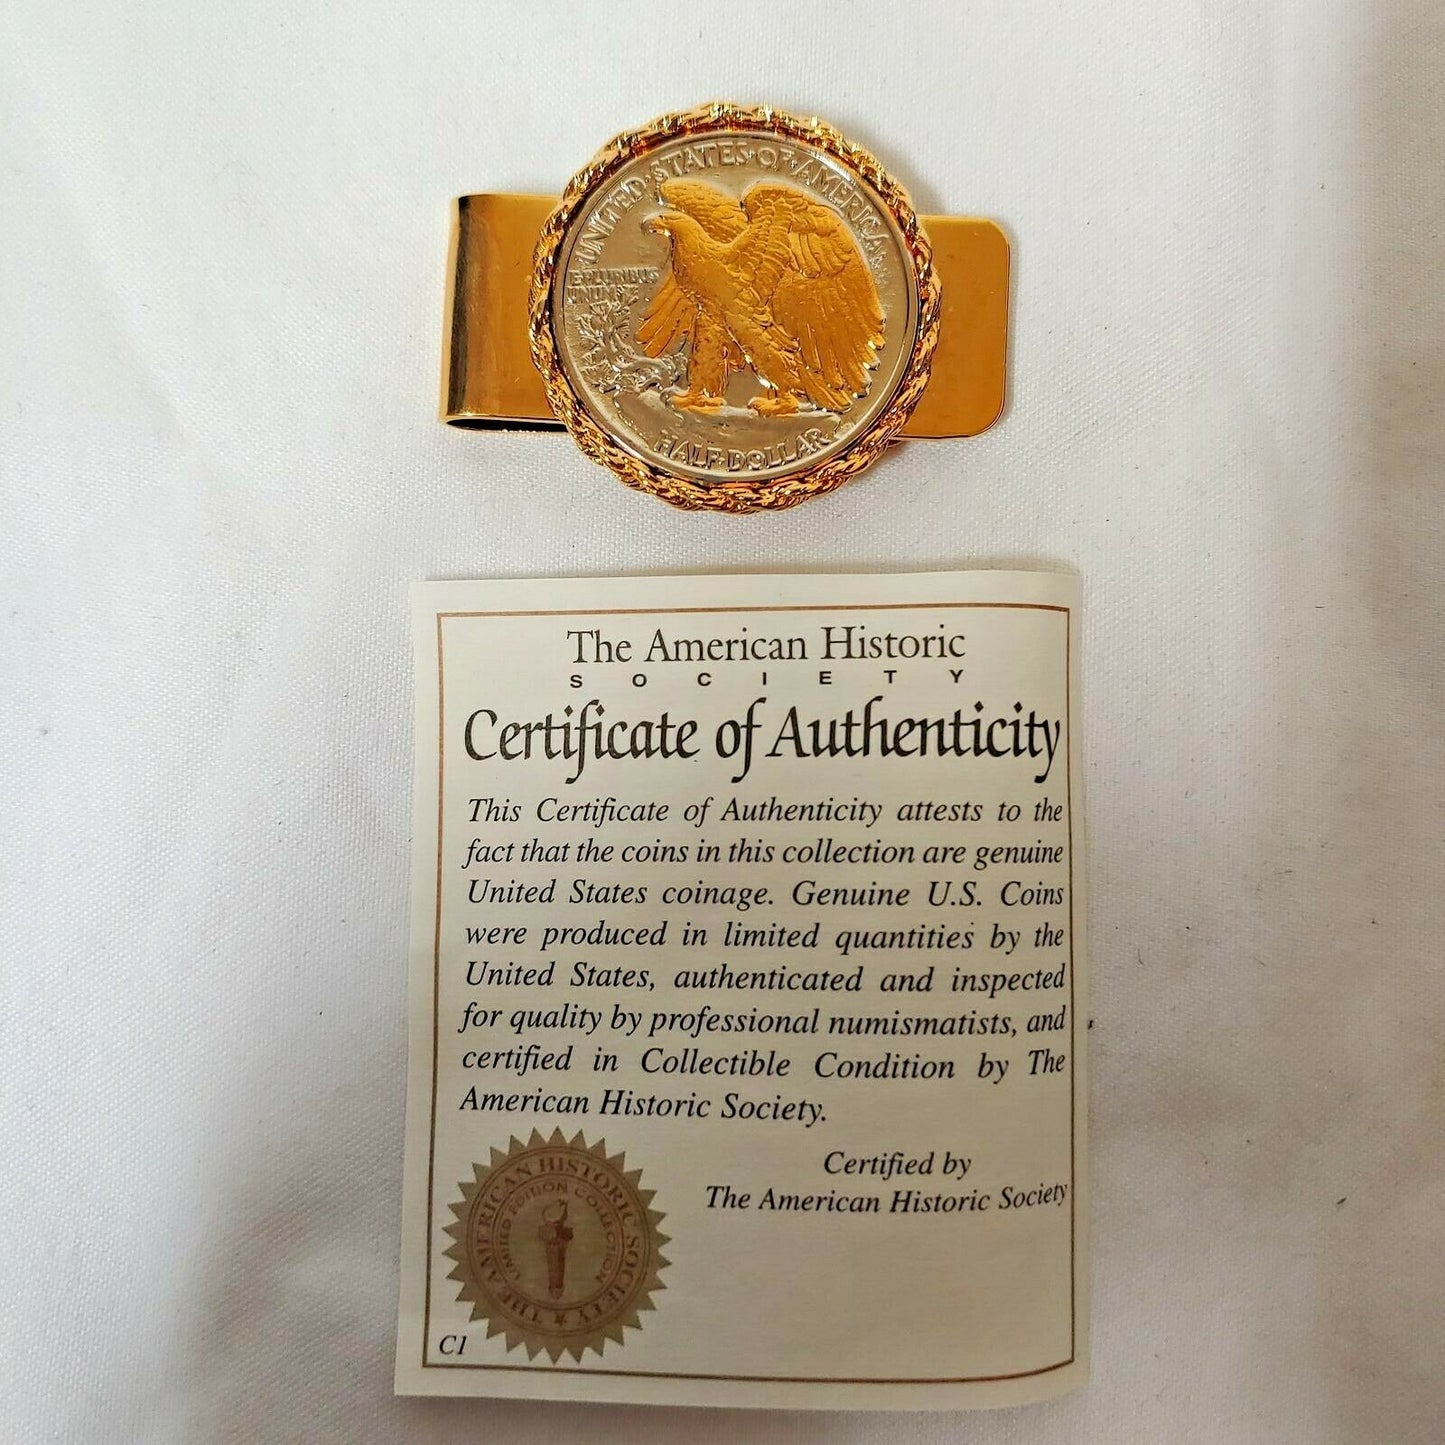 ·UNITED·STATES·OF·AMERICA·
E PLURIBUS
UNUM
HALF·DOLLAR
The American Historic
SOCIETY
Certificate of Authenticity
This Certificate of Authenticity attests to the
fact that the coins in this collection are genuine
United States coinage. Genuine U.S. Coins
were produced in limited quantities by the
United States, authenticated and inspected
for quality by professional numismatists, and
certified in Collectible Condition by The
American Historic Society.
Certified by
The American Historic Society
THE AMERICAN HISTORIC SOCIETY ★
LIMITED EDITION COLLECTION
C1